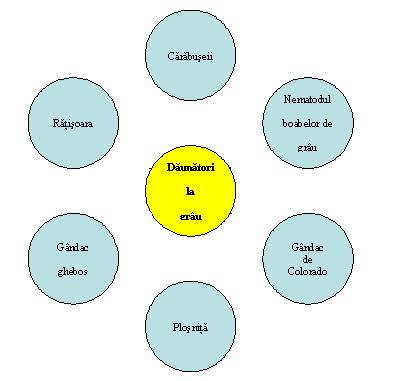 Cărăbușeii
Rățișoara
Nematodul
boabelor de
grâu
Dăunători
la
grâu
Gândac
ghebos
Gândac
de
Colorado
Ploșniță